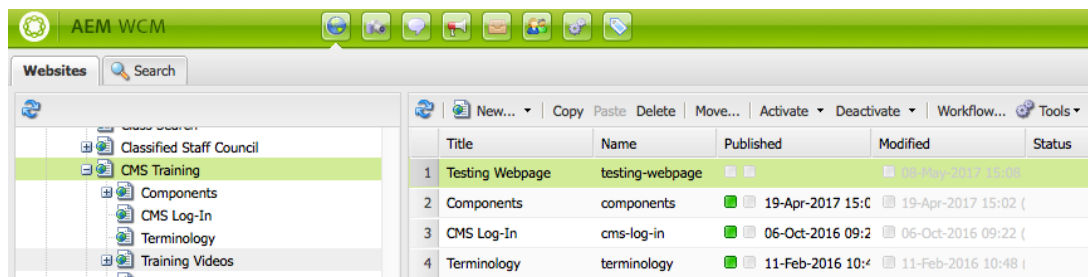 AEM WCM
Websites Search
New... Copy Paste Delete Move... Activate Deactivate Workflow... Tools
Class Search
Classified Staff Council
CMS Training
Components
CMS Log-In
Terminology
Training Videos
Title Name Published Modified Status
1 Testing Webpage testing-webpage 08-May-2017 15:08
2 Components components 19-Apr-2017 15:0 19-Apr-2017 15:02 (
3 CMS Log-In cms-log-in 06-Oct-2016 09:2 06-Oct-2016 09:22 (
4 Terminology terminology 11-Feb-2016 10:4 11-Feb-2016 10:48